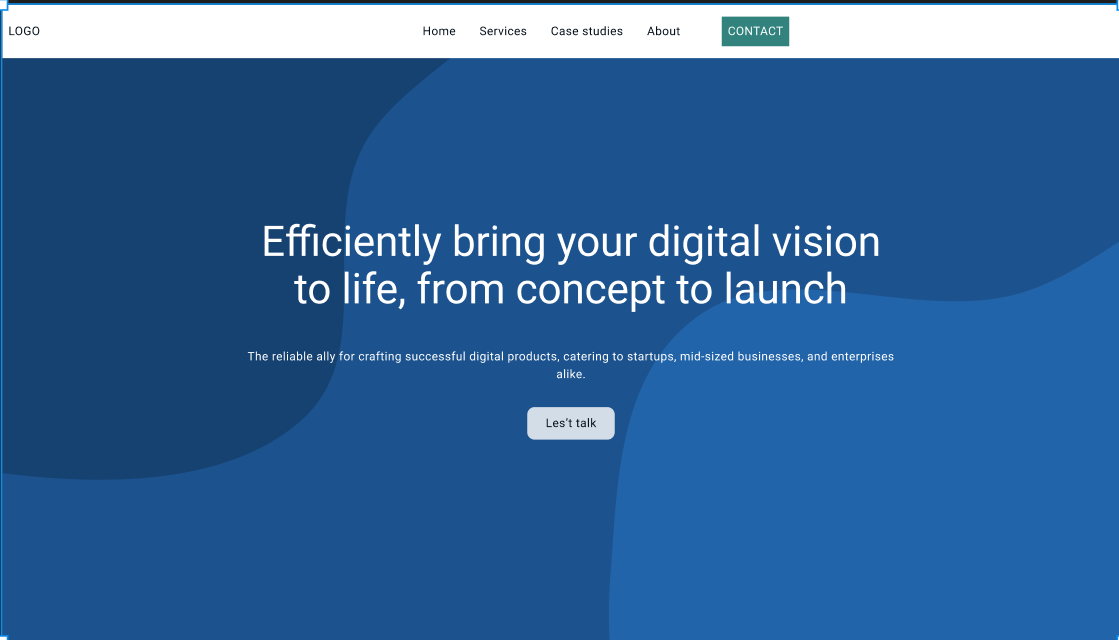 LOGO
Home Services Case studies About CONTACT
Efficiently bring your digital vision
to life, from concept to launch
The reliable ally for crafting successful digital products, catering to startups, mid-sized businesses, and enterprises
alike.
Les't talk